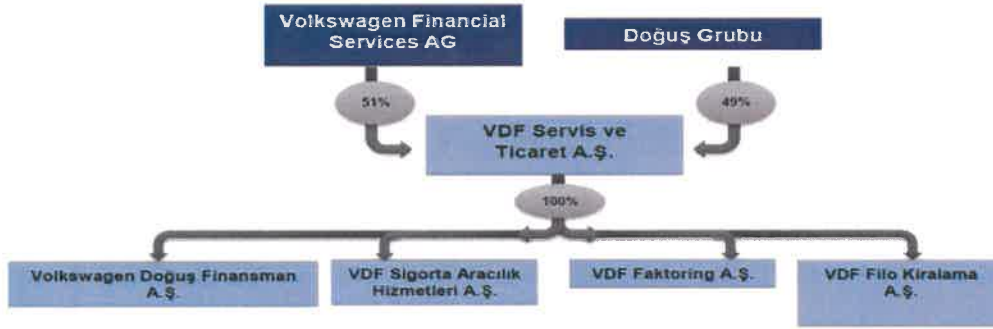 Volkswagen Financial
Services AG
Doğuş Grubu
51%
49%
VDF Servis ve
Ticaret A.Ş.
100%
Volkswagen Doğuş Finansman
A.Ş.
VDF Sigorta Aracılık
Hizmetleri A.Ş.
VDF Faktoring A.Ş.
VDF Filo Kiralama
A.Ş.